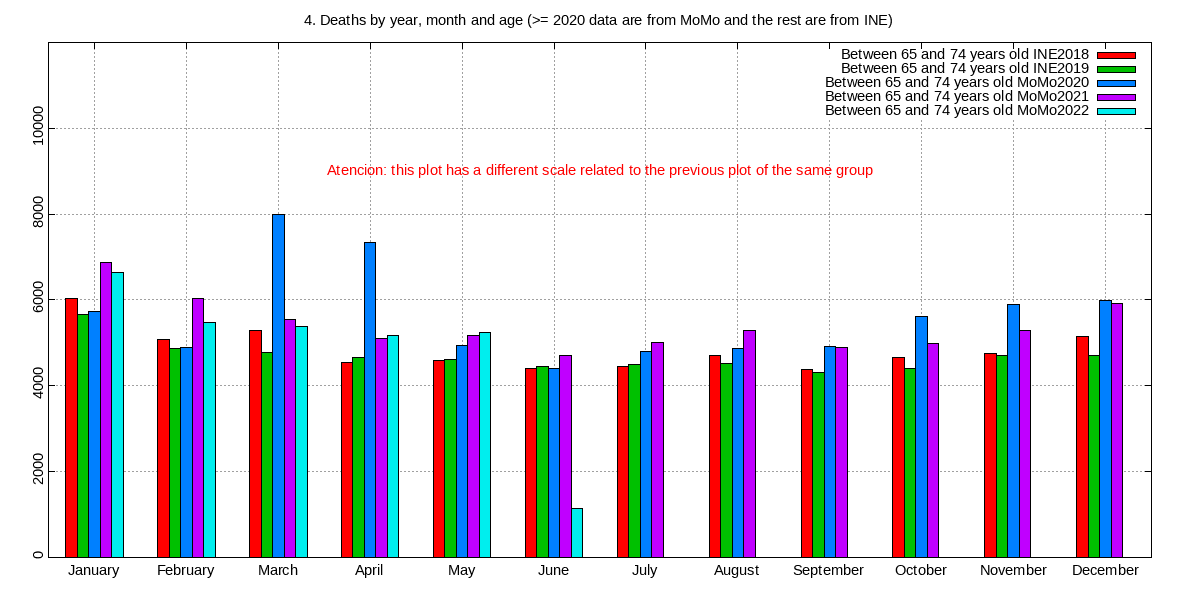 4. Deaths by year, month and age (>= 2020 data are from MoMo and the rest are from INE)
Between 65 and 74 years old INE2018
Between 65 and 74 years old INE2019
Between 65 and 74 years old MoMo2020
Between 65 and 74 years old MoMo2021
Between 65 and 74 years old MoMo2022
Atencion: this plot has a different scale related to the previous plot of the same group
10000
8000
6000
4000
2000
0
January February March April May June July August September October November December